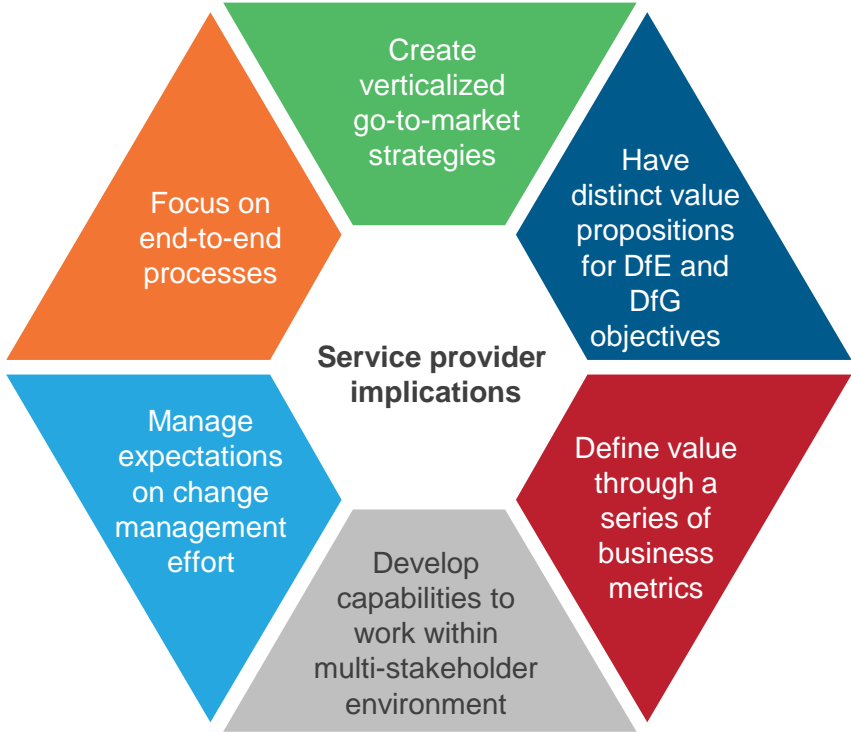 Create
verticalized
go-to-market
strategies
Have
distinct value
propositions
for DfE and
DfG
objectives
Define value
through a
series of
business
metrics
Develop
capabilities to
work within
multi-stakeholder
environment
Manage
expectations
on change
management
effort
Focus on
end-to-end
processes
Service provider
implications